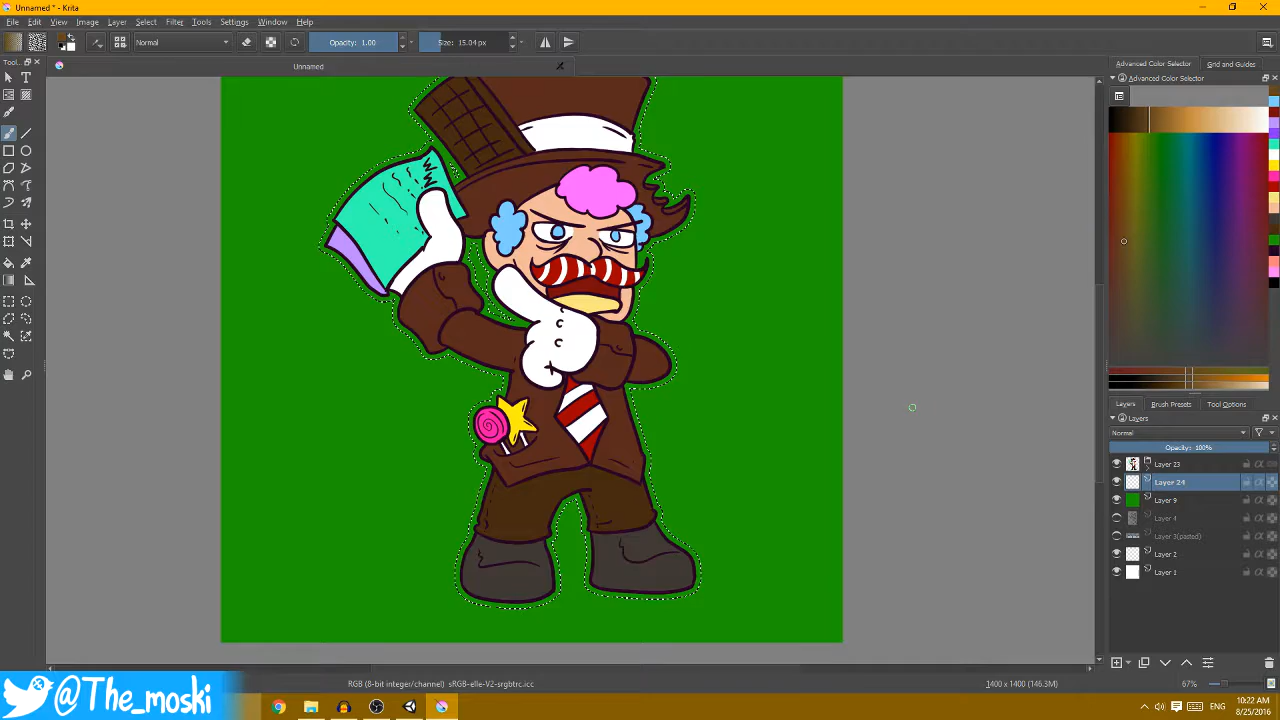 Unnamed * - Krita
File Edit View Image Layer Select Filter Tools Settings Window Help
Normal
Opacity: 1.00
Size: 15.04 px
Tool...
Unnamed
Advanced Color Selector
Grid and Guides
Advanced Color Selector
Layers
Brush Presets
Tool Options
Layers
Normal
Opacity: 100%
Layer 23
Layer 24
Layer 9
Layer 4
Layer 3(pasted)
Layer 2
Layer 1
RGB (8-bit integer/channel) sRGB-elle-V2-srgbtrc.icc
1400 x 1400 (146.3M)
67%
@The_moski
ENG
10:22 AM
8/25/2016